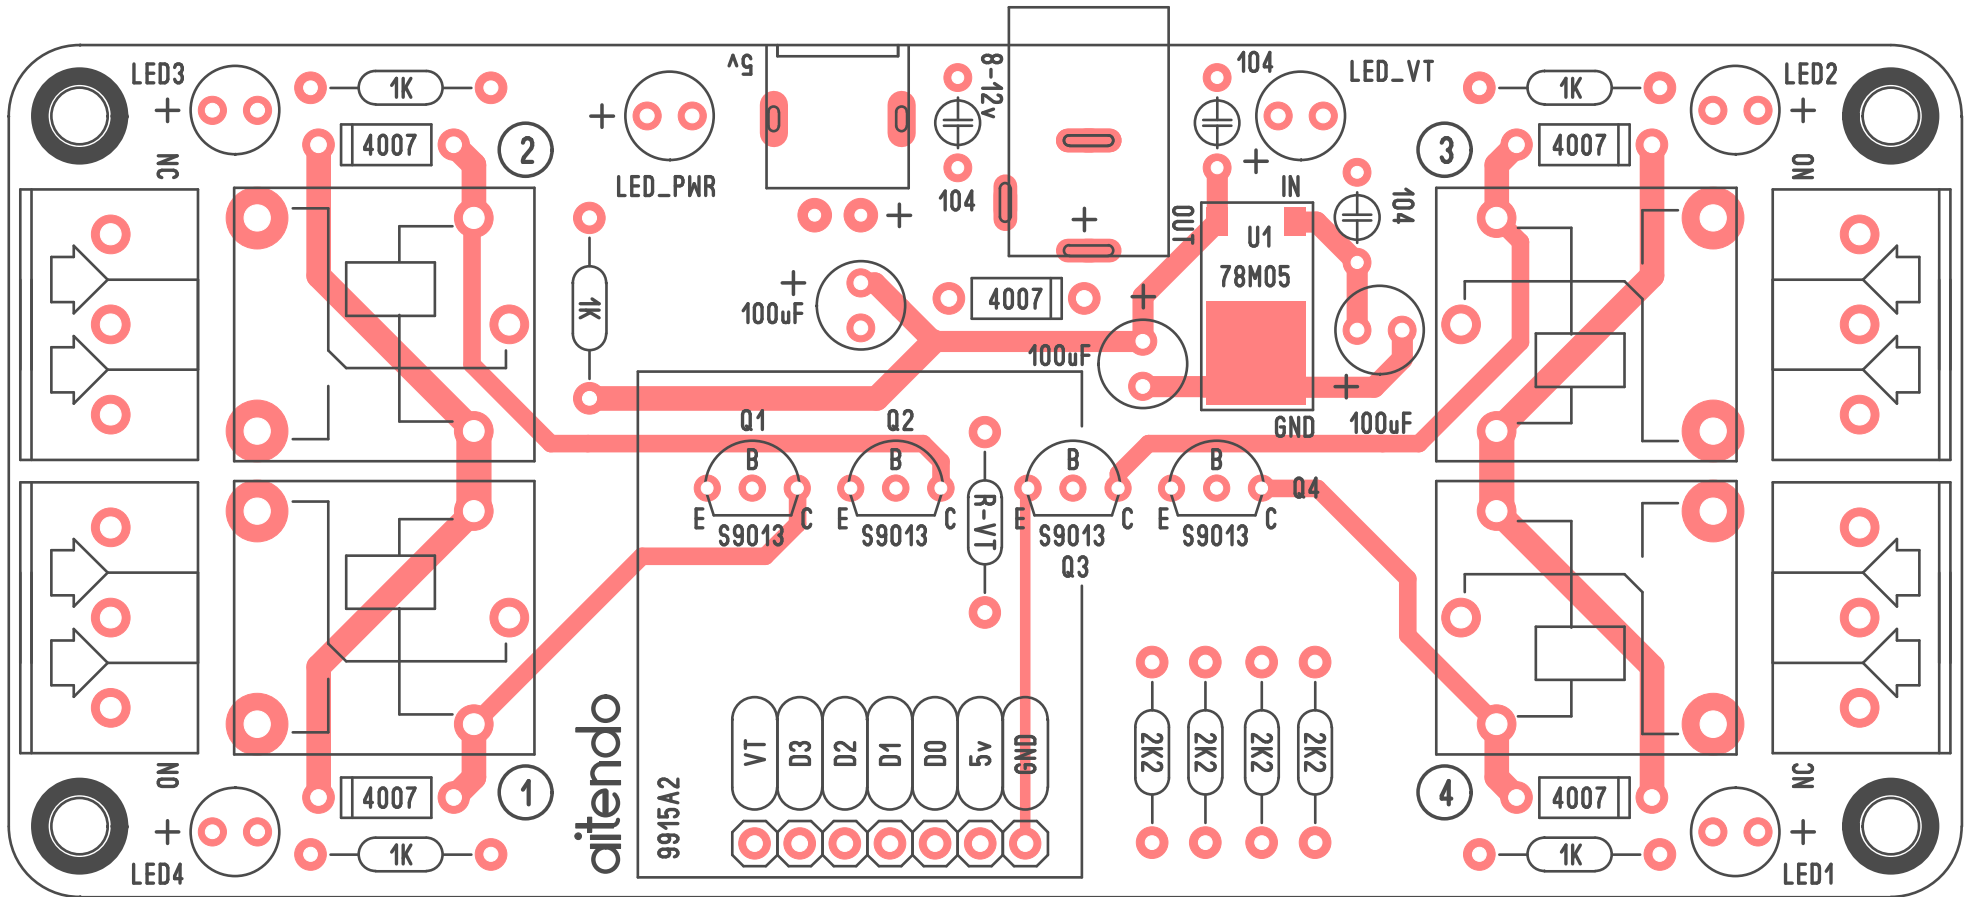 LED3
1K
5v
8-12v
104
LED_VT
1K
LED2
+
4007
2
+
LED_PWR
+
3
4007
+
NC
NO
104
+
+
+
IN
OUT
104
U1
78M05
+
100uF
4007
+
1K
100uF
+
100uF
GND
Q1
Q2
B
B
B
B
Q4
E
C
E
C
E
C
E
C
S9013
S9013
S9013
S9013
Q3
R-VT
2K2
2K2
2K2
2K2
VT
D3
D2
D1
D0
5v
GND
aitendo
9915A2
NO
NC
4007
1
4
4007
+
+
1K
1K
LED4
LED1